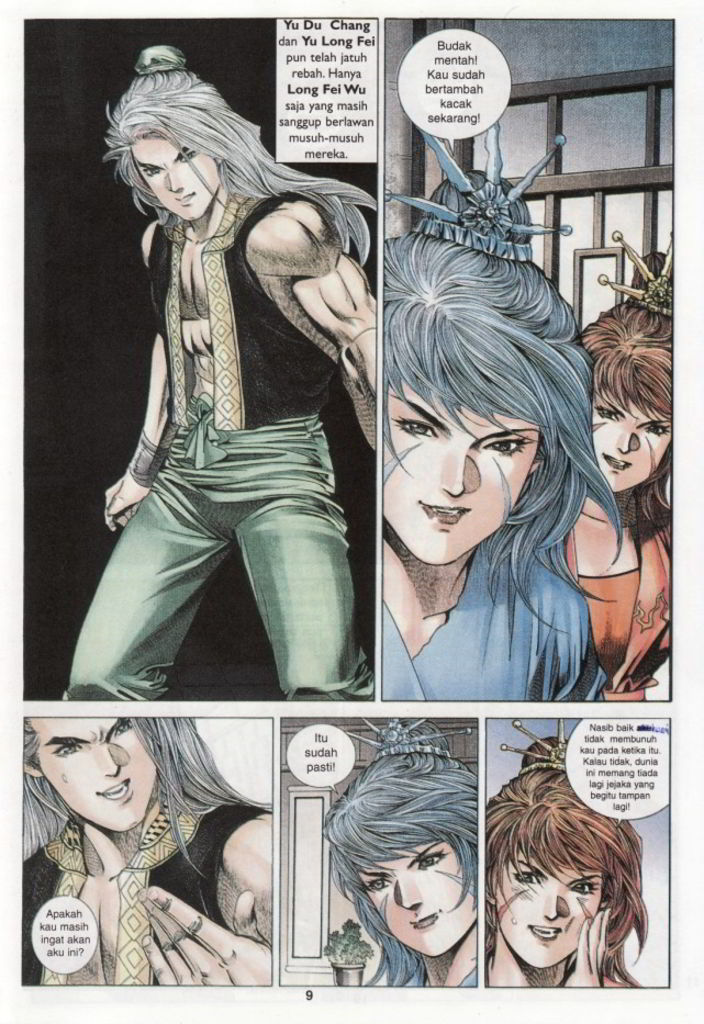 Yu Du Chang
dan Yu Long Fei
pun telah jatuh
rebah. Hanya
Long Fei Wu
saja yang masih
sanggup berlawan
musuh-musuh
mereka.
Budak
mentah!
Kau sudah
bertambah
kacak
sekarang!
Apakah
kau masih
ingat akan
aku ini?
Itu
sudah
pasti!
Nasib baik
tidak membunuh
kau pada ketika itu.
Kalau tidak, dunia
ini memang tiada
lagi jejaka yang
begitu tampan
lagi!
9